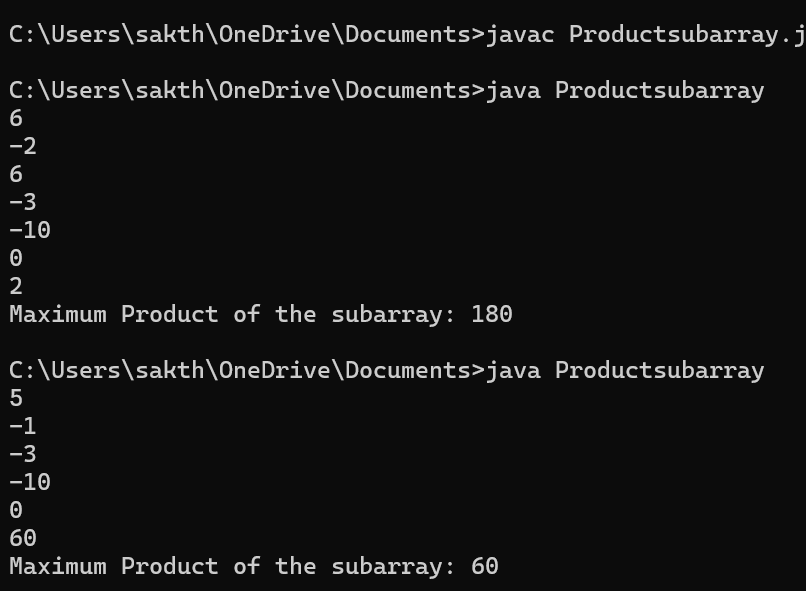 C:\Users\sakth\OneDrive\Documents>javac Productsubarray.j
C:\Users\sakth\OneDrive\Documents>java Productsubarray
6
-2
6
-3
-10
0
2
Maximum Product of the subarray: 180
C:\Users\sakth\OneDrive\Documents>java Productsubarray
5
-1
-3
-10
0
60
Maximum Product of the subarray: 60